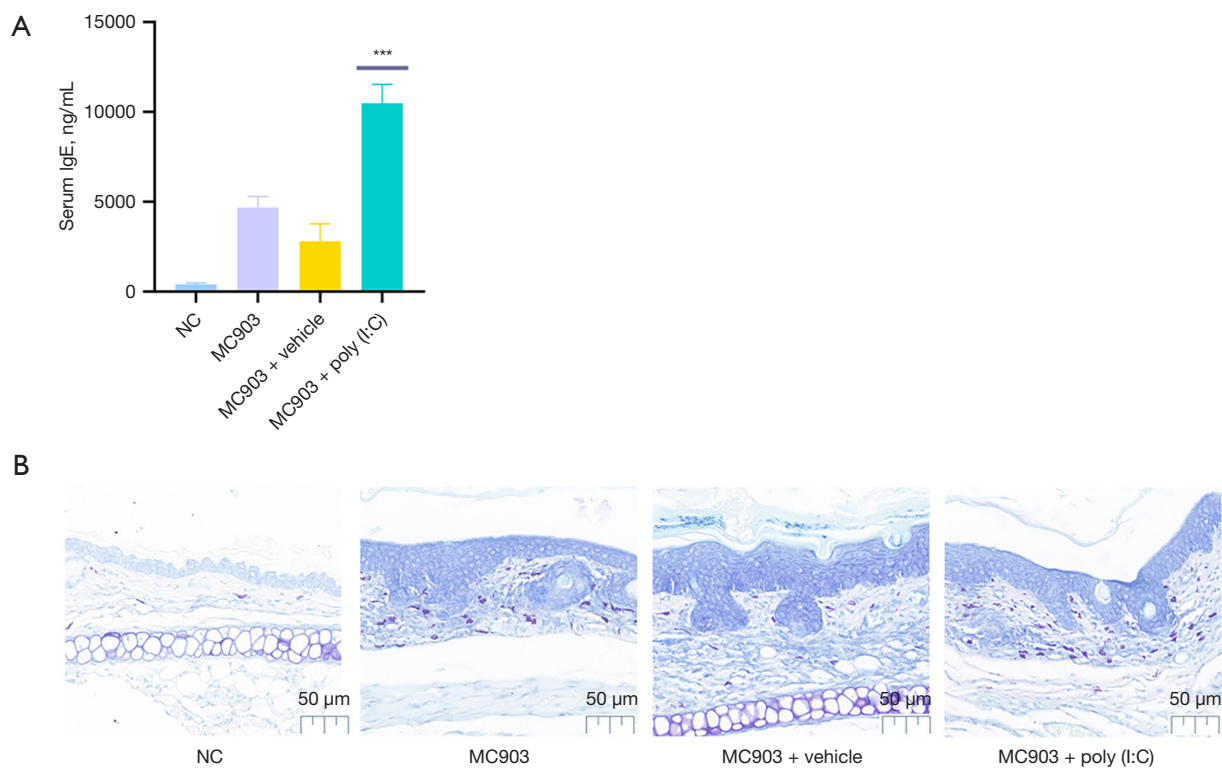 A
15000
10000
5000
0
Serum IgE, ng/mL
***
NC
MC903
MC903 + vehicle
MC903 + poly (I:C)
B
50 µm
50 µm
50 µm
50 µm
NC
MC903
MC903 + vehicle
MC903 + poly (I:C)